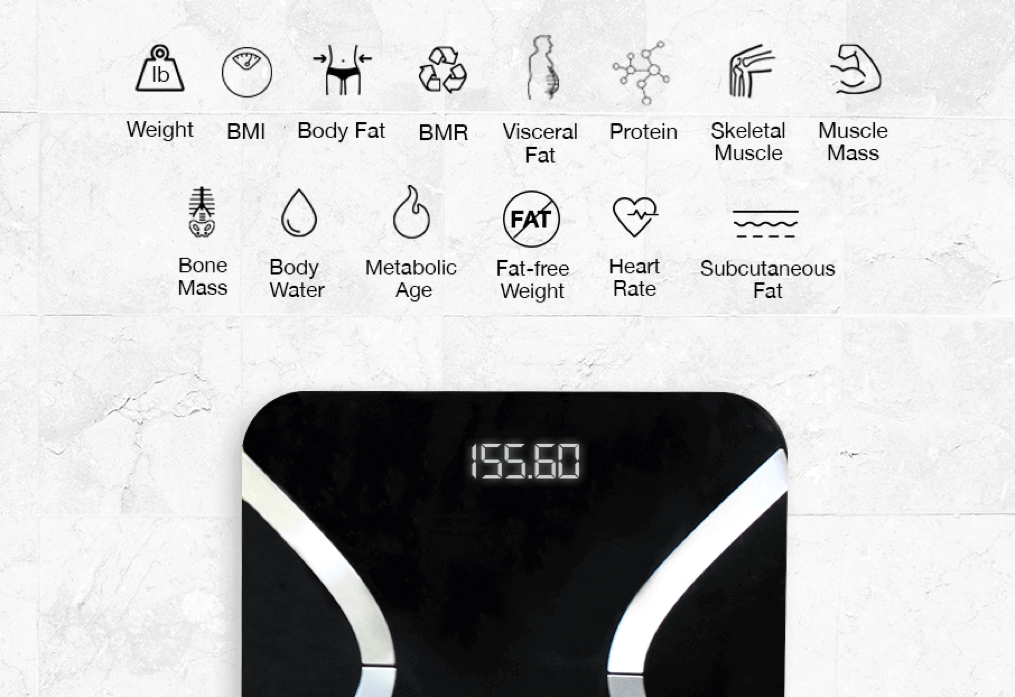 lb
Weight
BMI
Body Fat
BMR
Visceral
Fat
Protein
Skeletal
Muscle
Muscle
Mass
Bone
Mass
Body
Water
Metabolic
Age
FAT
Fat-free
Weight
Heart
Rate
Subcutaneous
Fat
155.60